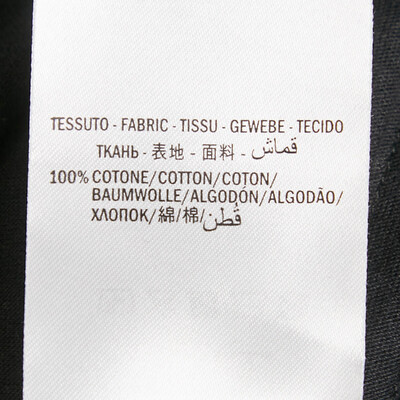 TESSUTO - FABRIC - TISSU - GEWEBE - TECIDO
ТКАНЬ - 表地 - 面料 - قماش
100% COTONE/COTTON/COTON/
BAUMWOLLE/ALGODÓN/ALGODÃO/
ХЛОПОК/綿/棉/قُطن